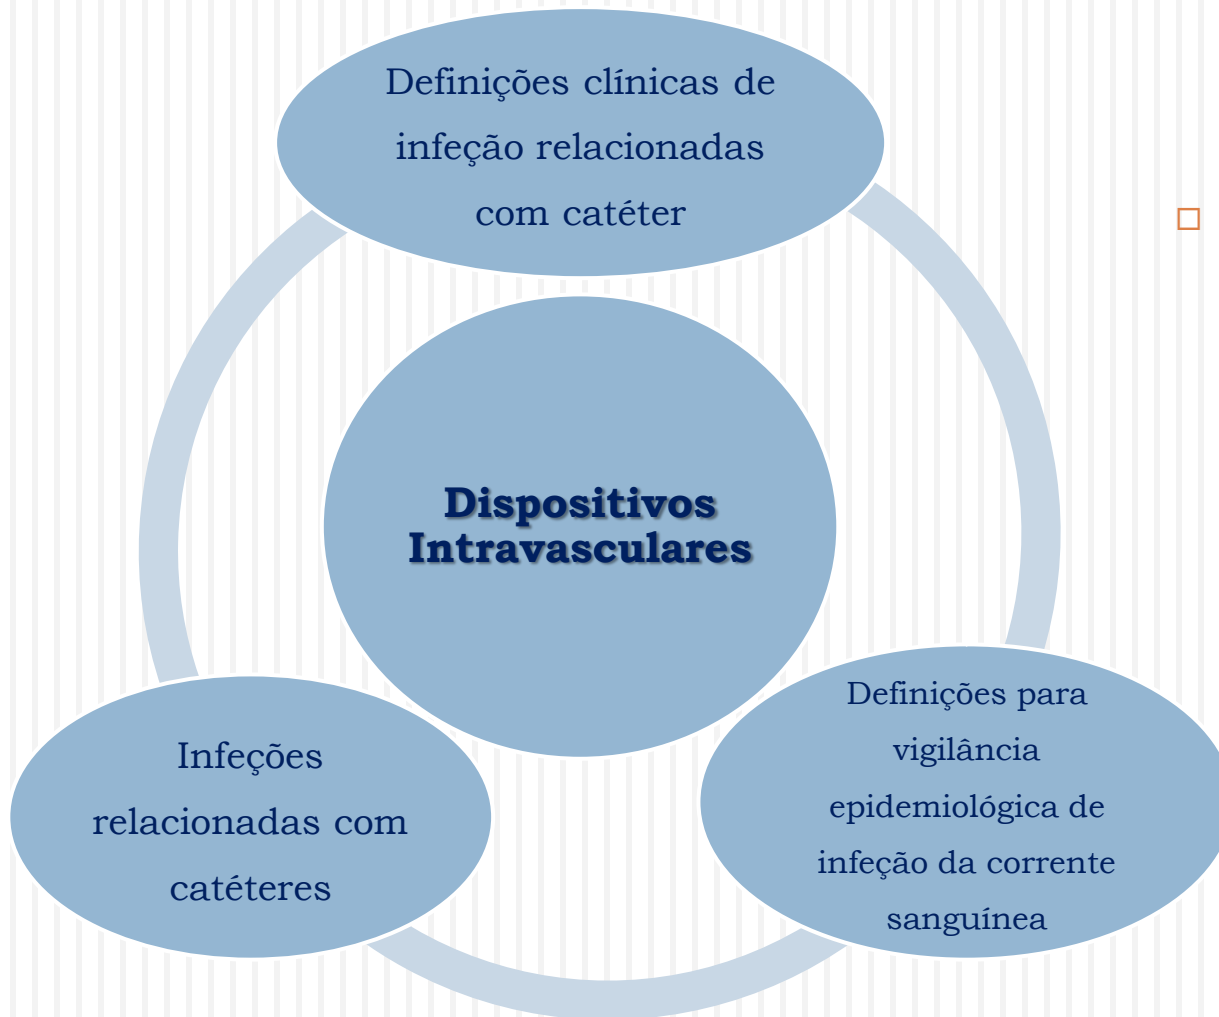 Definições clínicas de
infeção relacionadas
com catéter
Dispositivos
Intravasculares
Infeções
relacionadas com
catéteres
Definições para
vigilância
epidemiológica de
infeção da corrente
sanguínea